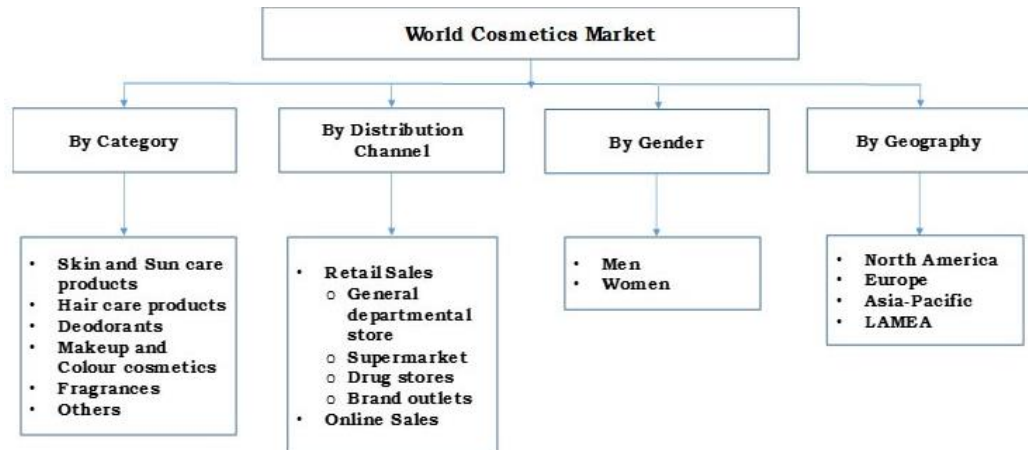 World Cosmetics Market
By Category
By Distribution
Channel
By Gender
By Geography
• Skin and Sun care
products
• Hair care products
• Deodorants
• Makeup and
Colour cosmetics
• Fragrances
• Others
• Retail Sales
o General
departmental
store
o Supermarket
o Drug stores
o Brand outlets
• Online Sales
• Men
• Women
• North America
• Europe
• Asia-Pacific
• LAMEA